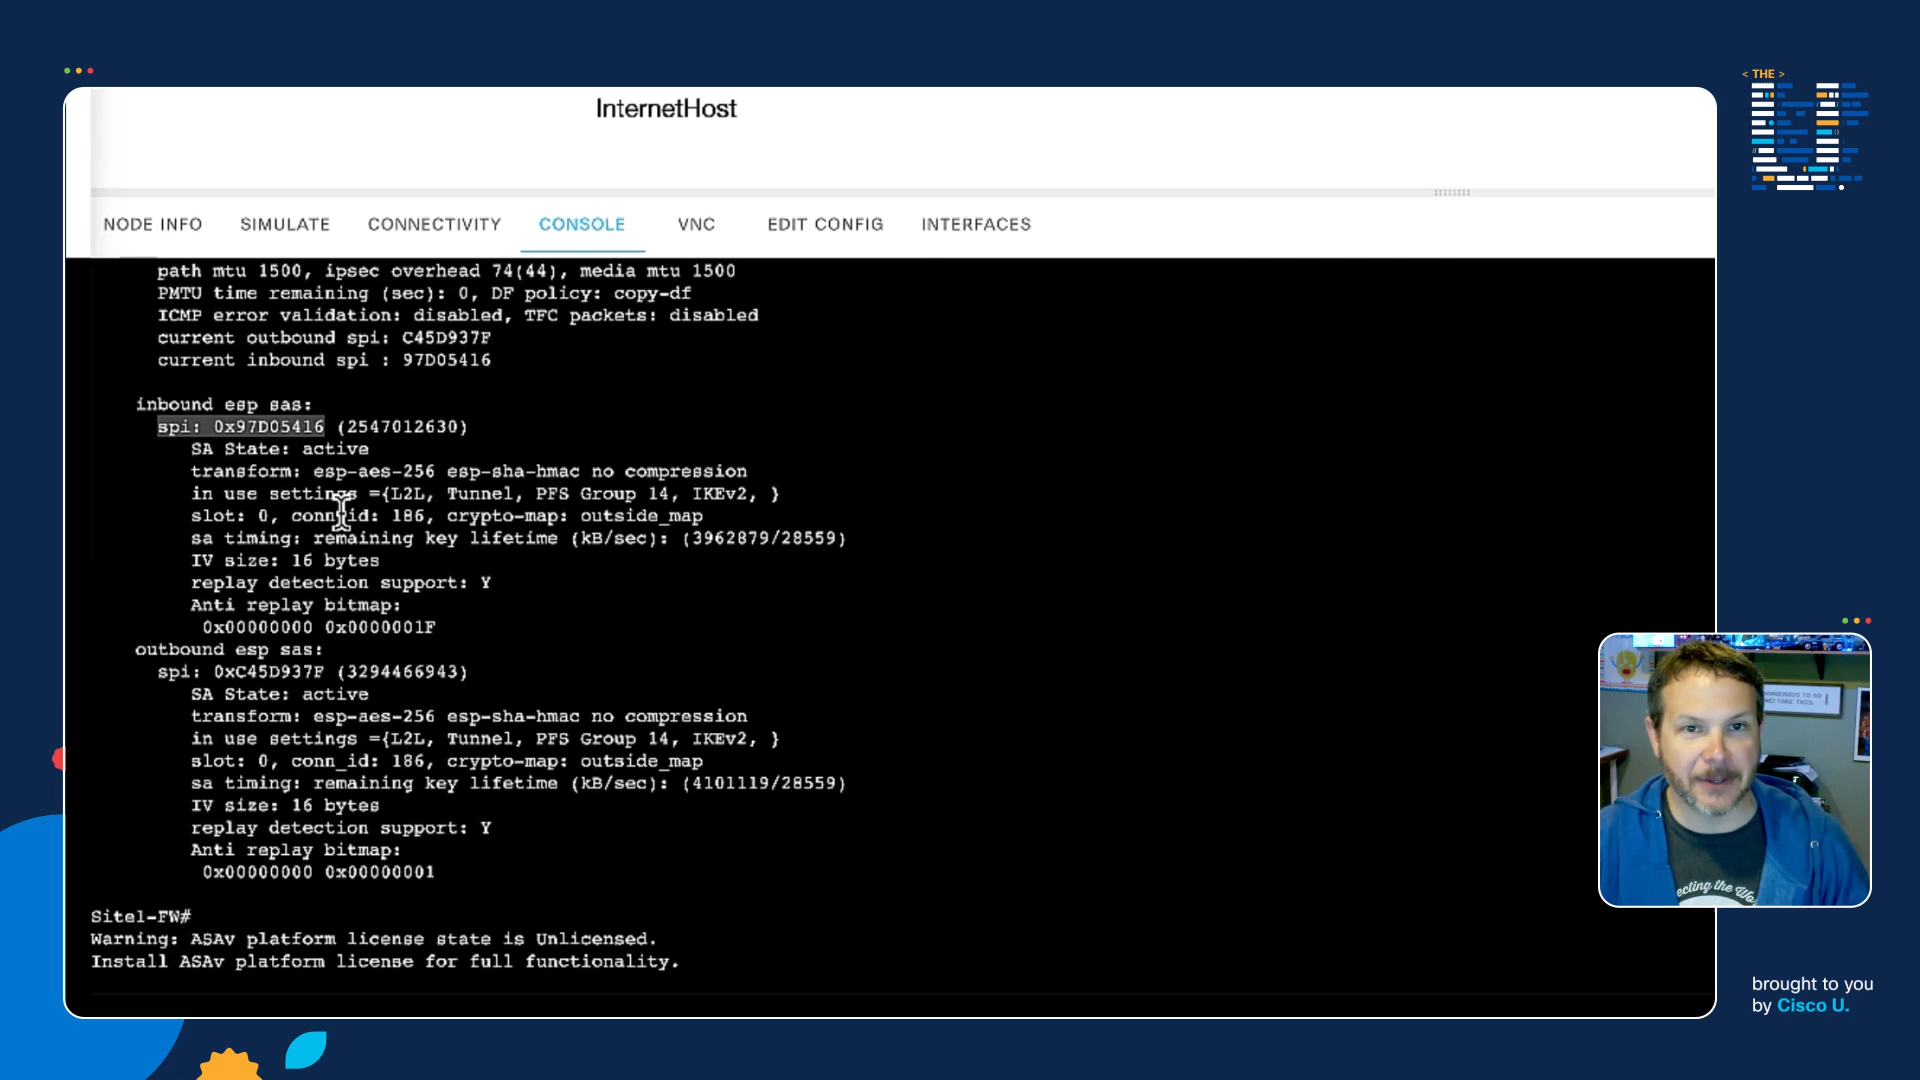 < THE >
InternetHost
NODE INFO SIMULATE CONNECTIVITY CONSOLE VNC EDIT CONFIG INTERFACES
path mtu 1500, ipsec overhead 74(44), media mtu 1500
PMTU time remaining (sec): 0, DF policy: copy-df
ICMP error validation: disabled, TFC packets: disabled
current outbound spi: C45D937F
current inbound spi : 97D05416
inbound esp sas:
spi: 0x97D05416 (2547012630)
SA State: active
transform: esp-aes-256 esp-sha-hmac no compression
in use settings ={L2L, Tunnel, PFS Group 14, IKEv2, }
slot: 0, conn_id: 186, crypto-map: outside_map
sa timing: remaining key lifetime (kB/sec): (3962879/28559)
IV size: 16 bytes
replay detection support: Y
Anti replay bitmap:
0x00000000 0x0000001F
outbound esp sas:
spi: 0xC45D937F (3294466943)
SA State: active
transform: esp-aes-256 esp-sha-hmac no compression
in use settings ={L2L, Tunnel, PFS Group 14, IKEv2, }
slot: 0, conn_id: 186, crypto-map: outside_map
sa timing: remaining key lifetime (kB/sec): (4101119/28559)
IV size: 16 bytes
replay detection support: Y
Anti replay bitmap:
0x00000000 0x00000001
Site1-FW#
Warning: ASAv platform license state is Unlicensed.
Install ASAv platform license for full functionality.
DANGEROUS TO GO
TAKE THIS.
ecting the Wo
brought to you
by Cisco U.